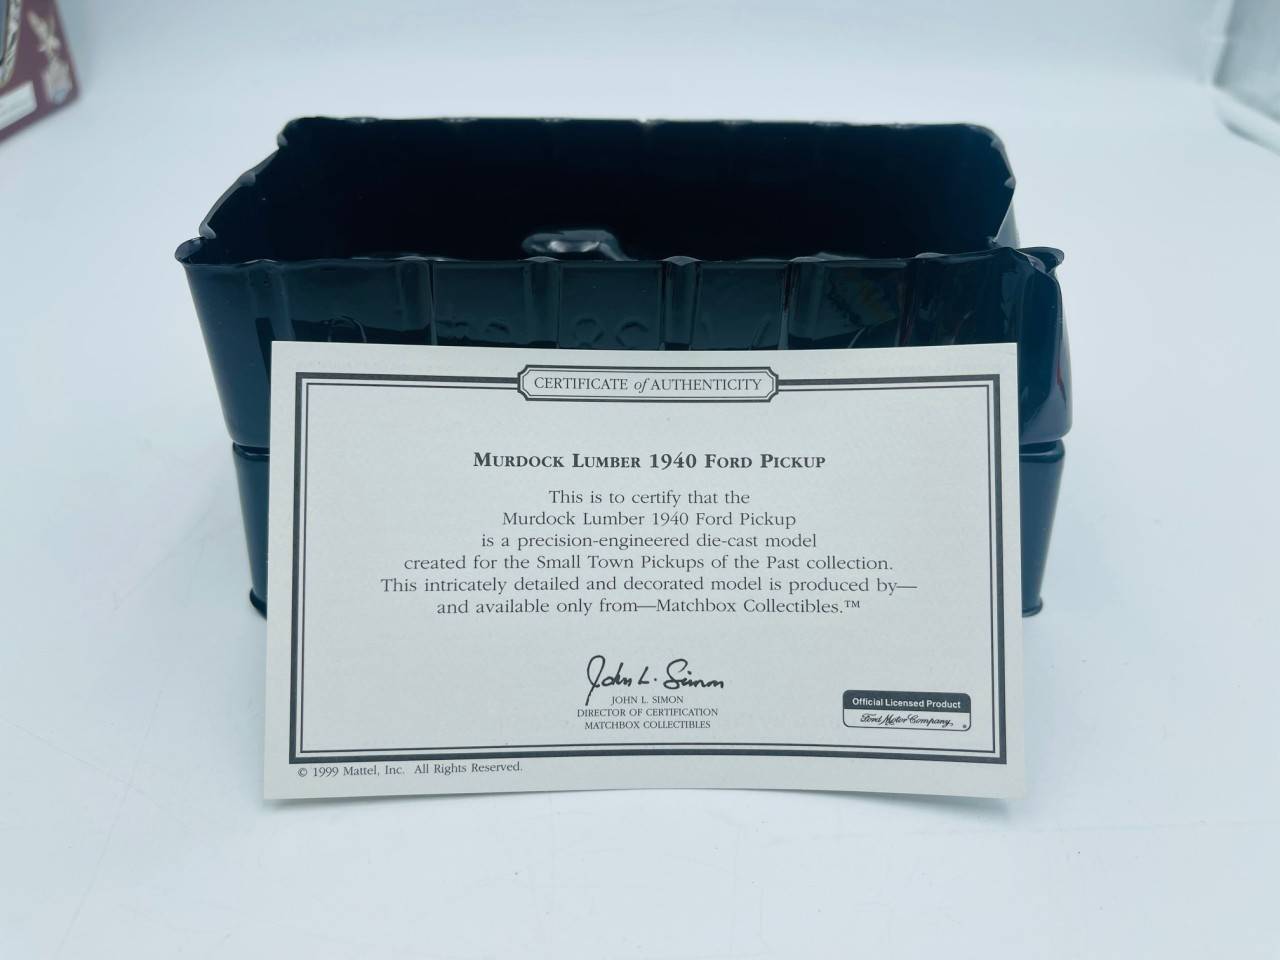 CERTIFICATE of AUTHENTICITY
MURDOCK LUMBER 1940 FORD PICKUP
This is to certify that the
Murdock Lumber 1940 Ford Pickup
is a precision-engineered die-cast model
created for the Small Town Pickups of the Past collection.
This intricately detailed and decorated model is produced by—
and available only from—Matchbox Collectibles.™
John L. Simon
JOHN L. SIMON
DIRECTOR OF CERTIFICATION
MATCHBOX COLLECTIBLES
Official Licensed Product
Ford Motor Company
© 1999 Mattel, Inc. All Rights Reserved.